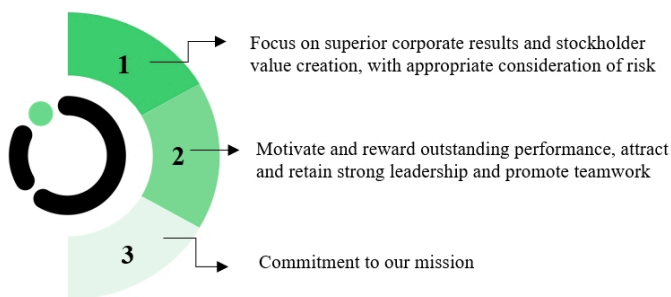 1
Focus on superior corporate results and stockholder
value creation, with appropriate consideration of risk
2
Motivate and reward outstanding performance, attract
and retain strong leadership and promote teamwork
3
Commitment to our mission